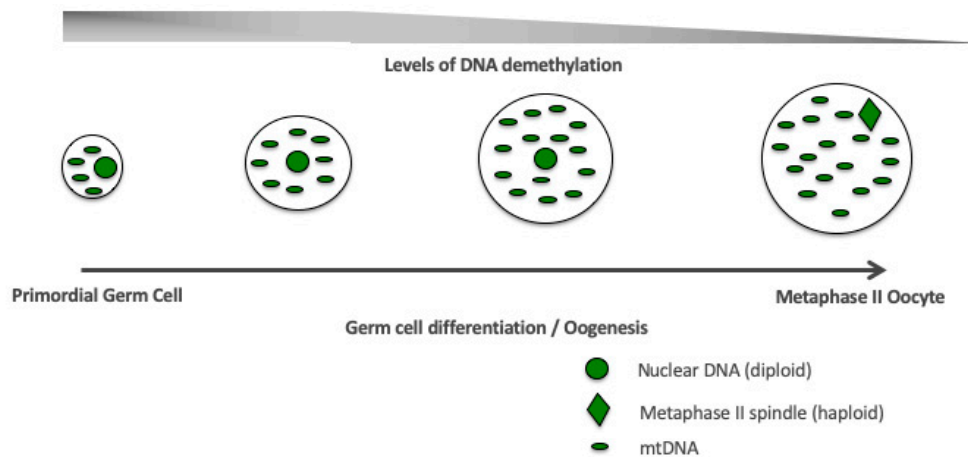 Levels of DNA demethylation
Primordial Germ Cell
Metaphase II Oocyte
Germ cell differentiation / Oogenesis
Nuclear DNA (diploid)
Metaphase II spindle (haploid)
mtDNA